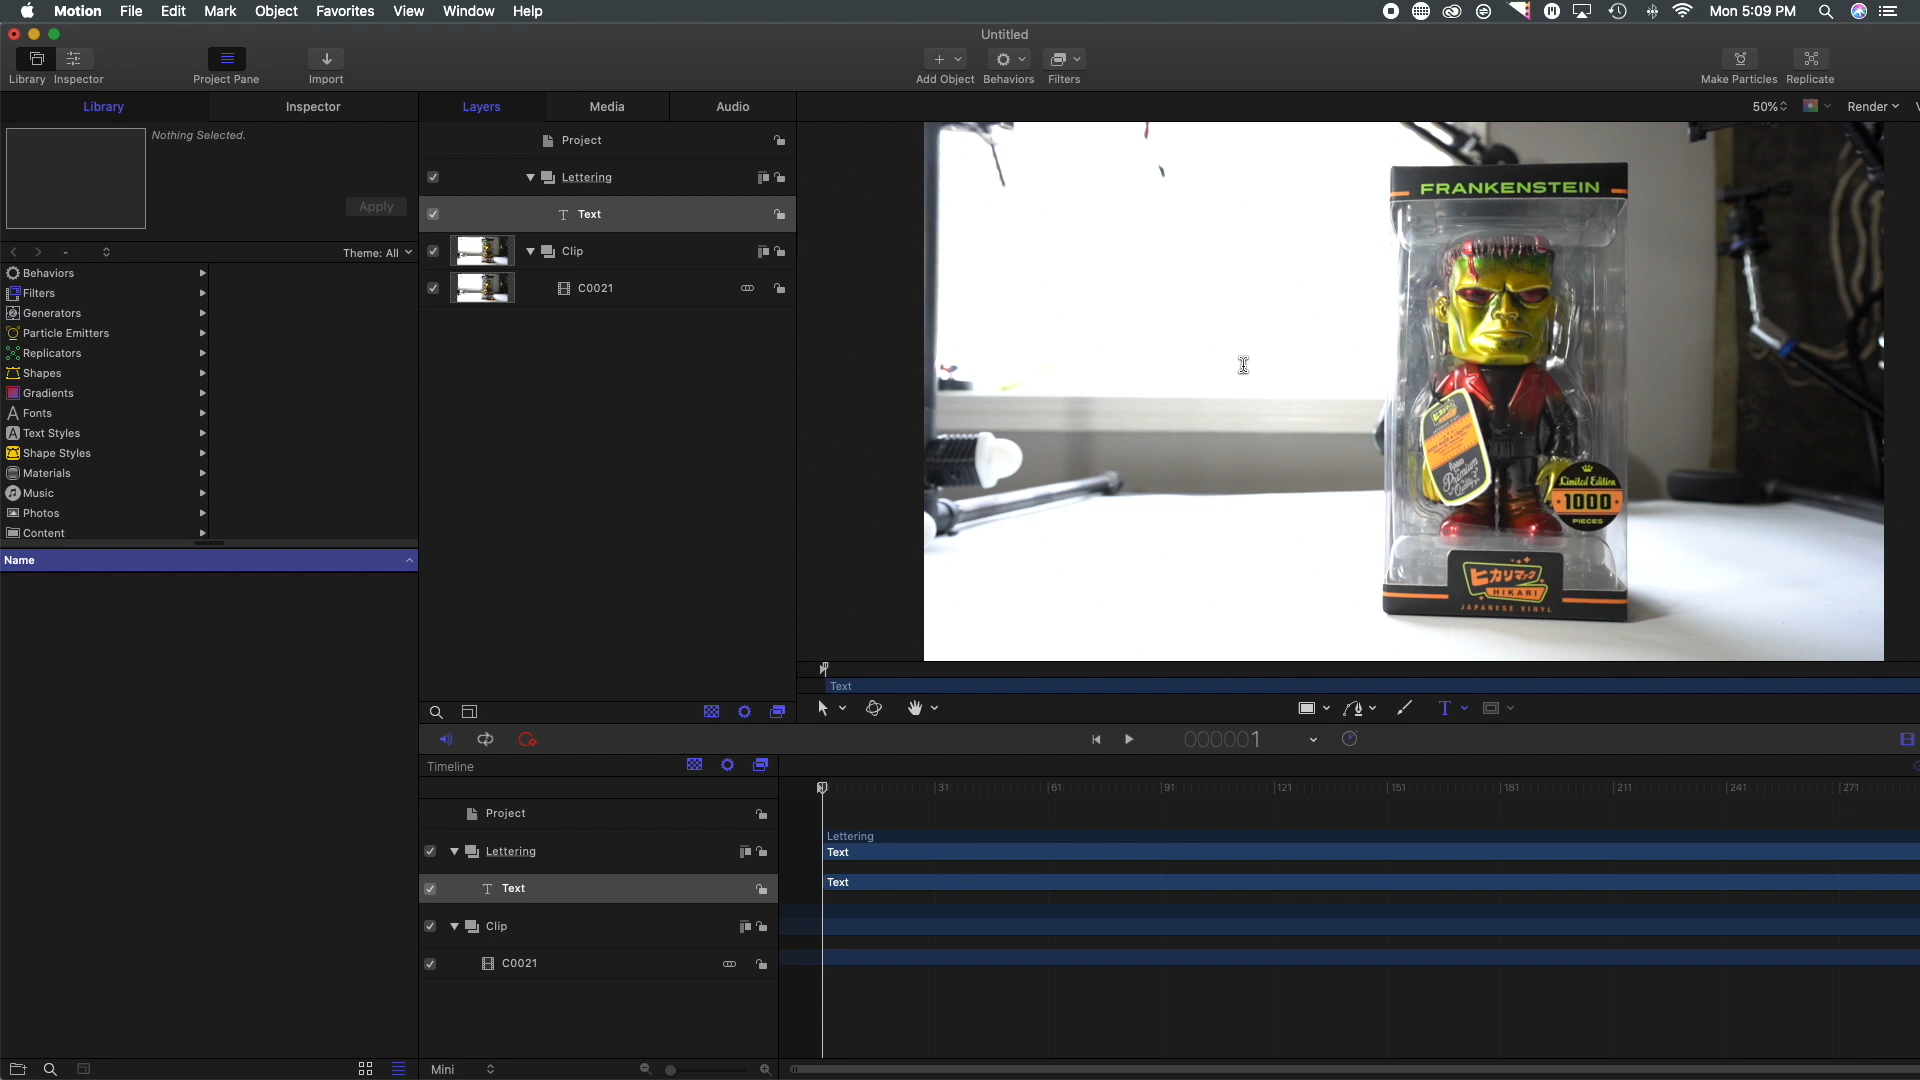 Motion File Edit Mark Object Favorites View Window Help
Mon 5:09 PM
Untitled
Library Inspector
Project Pane
Import
Add Object Behaviors Filters
Make Particles Replicate
Library
Inspector
Layers
Media
Audio
50%
Render
Nothing Selected.
Apply
Theme: All
Behaviors
Filters
Generators
Particle Emitters
Replicators
Shapes
Gradients
Fonts
Text Styles
Shape Styles
Materials
Music
Photos
Content
Name
Project
Lettering
Text
Clip
C0021
FRANKENSTEIN
Premium
Quality
Limited Edition
1000
PIECES
ヒカリマック
HIKARI
JAPANESE VINYL
Text
000001
Timeline
31 61 91 121 151 181 211 241 271
Project
Lettering
Lettering
Text
Text
Text
Clip
C0021
Mini